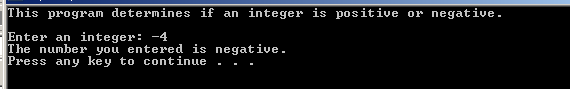 This program determines if an integer is positive or negative.
Enter an integer: -4
The number you entered is negative.
Press any key to continue . . .